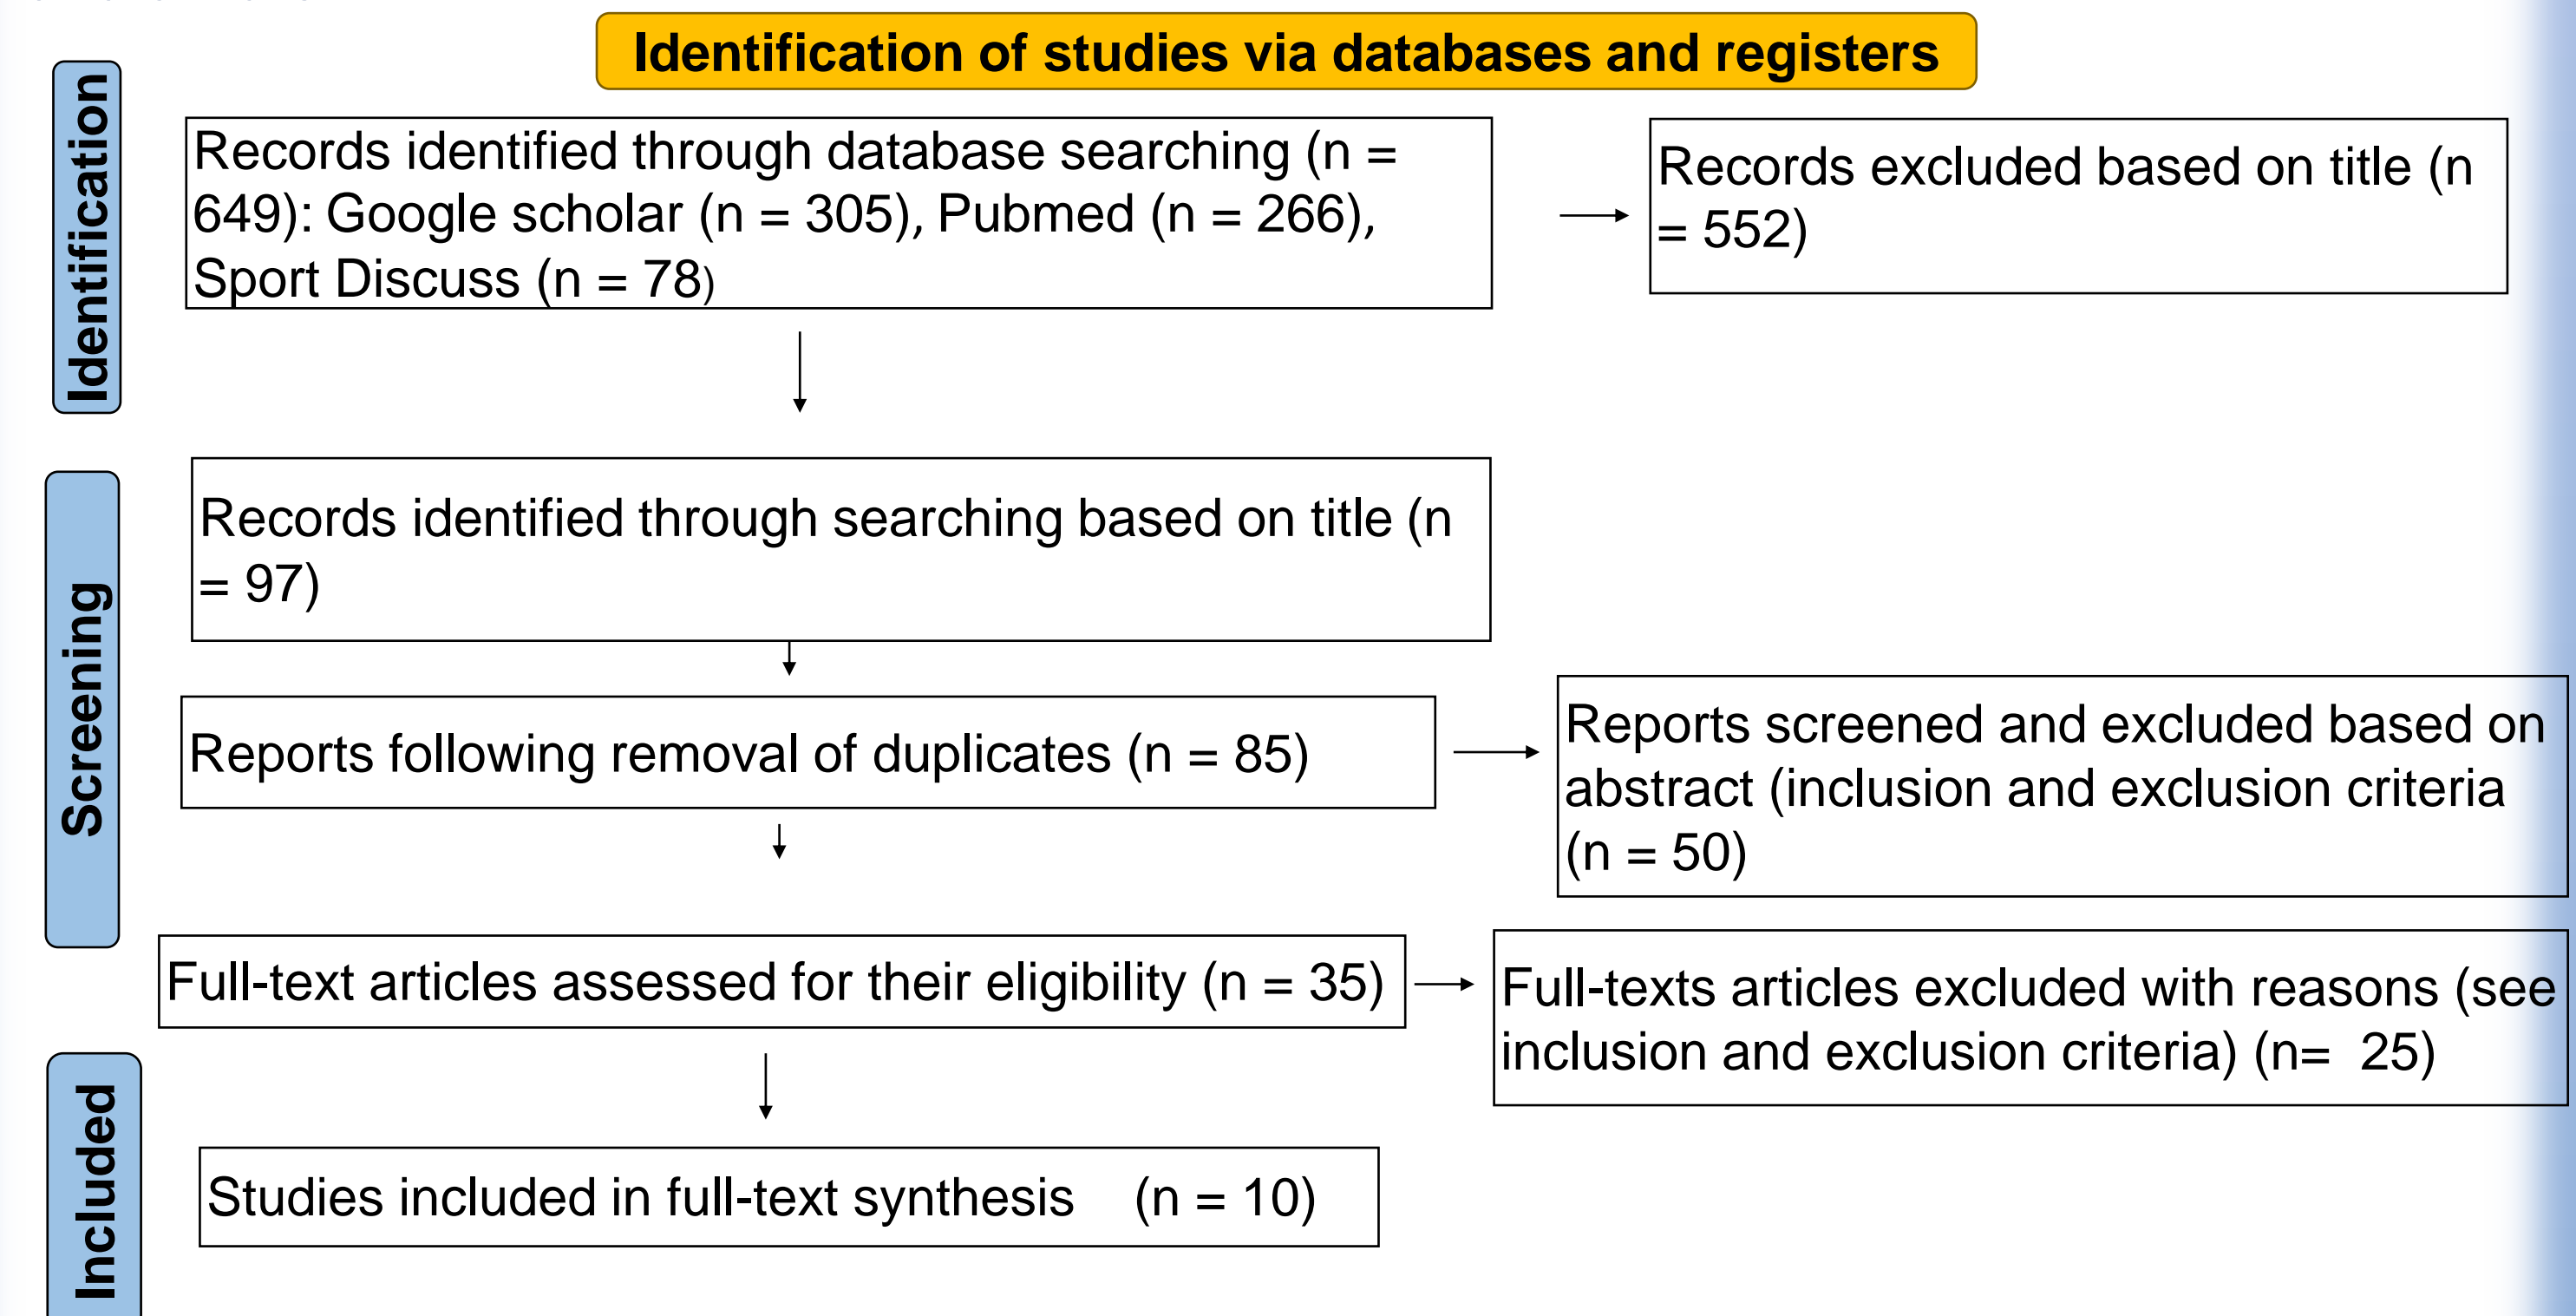 Identification of studies via databases and registers
Identification
Records identified through database searching (n =
649): Google scholar (n = 305), Pubmed (n = 266),
Sport Discuss (n = 78)
Records excluded based on title (n
= 552)
Screening
Records identified through searching based on title (n
= 97)
Reports following removal of duplicates (n = 85)
Reports screened and excluded based on
abstract (inclusion and exclusion criteria
(n = 50)
Full-text articles assessed for their eligibility (n = 35)
Full-texts articles excluded with reasons (see
inclusion and exclusion criteria) (n= 25)
Included
Studies included in full-text synthesis (n = 10)